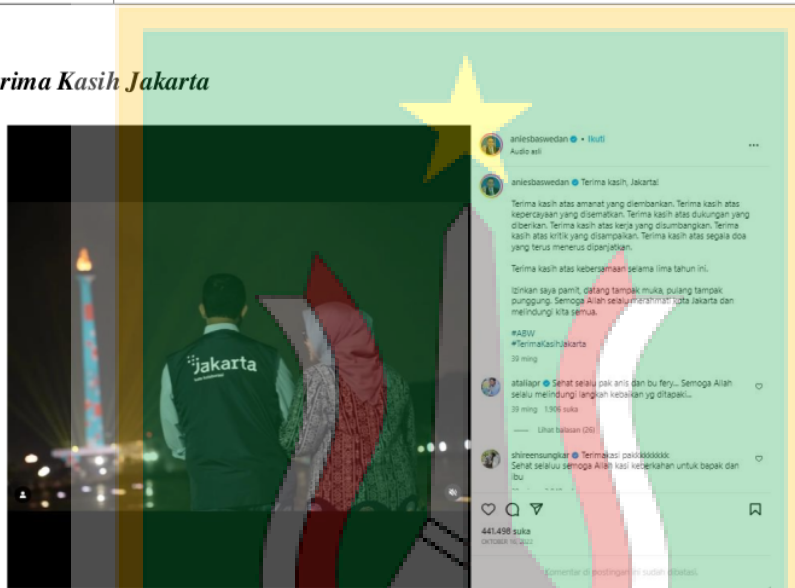 rima Kasih Jakarta
aniesbaswedan • Ikuti
Audio asli
aniesbaswedan Terima kasih, Jakarta!
Terima kasih atas amanat yang diembankan. Terima kasih atas
kepercayaan yang disematkan. Terima kasih atas dukungan yang
diberikan. Terima kasih atas kerja yang disumbangkan. Terima
kasih atas kritik yang disampaikan. Terima kasih atas segala doa
yang terus menerus dipanjatkan.
Terima kasih atas kebersamaan selama lima tahun ini.
Izinkan saya pamit, datang tampak muka, pulang tampak
punggung. Semoga Allah selalu merahmati kota Jakarta dan
melindungi kita semua.
#ABW
#TerimaKasihJakarta
39 ming
ataliapr Sehat selalu pak anis dan bu fery... Semoga Allah
selalu melindungi langkah kebaikan yg ditapaki...
39 ming 1.906 suka
Lihat balasan (26)
shireensungkar Terimakasi pakkkkkkkkk
Sehat selaluu semoga Allah kasi keberkahan untuk bapak dan
ibu
441.498 suka
OKTOBER 16, 2022
Komentar di postingan ini sudah dibatasi.
jakarta